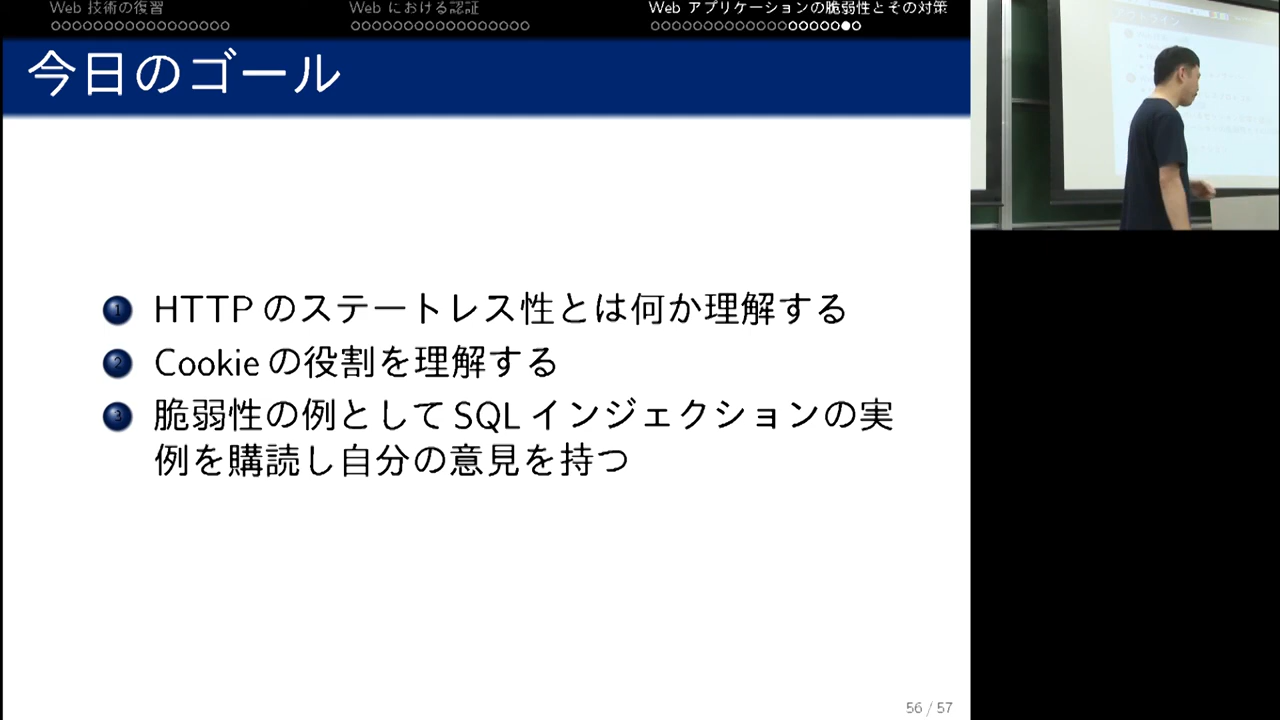 Web 技術の復習
Web における認証
Web アプリケーションの脆弱性とその対策
今日のゴール
1 HTTP のステートレス性とは何か理解する
2 Cookie の役割を理解する
3 脆弱性の例として SQL インジェクションの実
例を購読し自分の意見を持つ
56 / 57